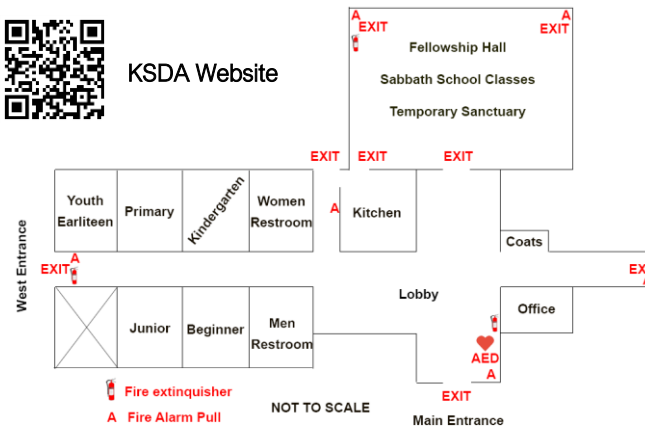 A
A
EXIT
EXIT
Fellowship Hall
KSDA Website
Sabbath School Classes
Temporary Sanctuary
EXIT
EXIT
EXIT
Youth
Earliteen
Primary
Kindergarten
Women
Restroom
A
Kitchen
West Entrance
Coats
A
EXIT
Lobby
Office
Junior
Beginner
Men
Restroom
AED
A
Fire extinquisher
EXIT
A Fire Alarm Pull
NOT TO SCALE
Main Entrance